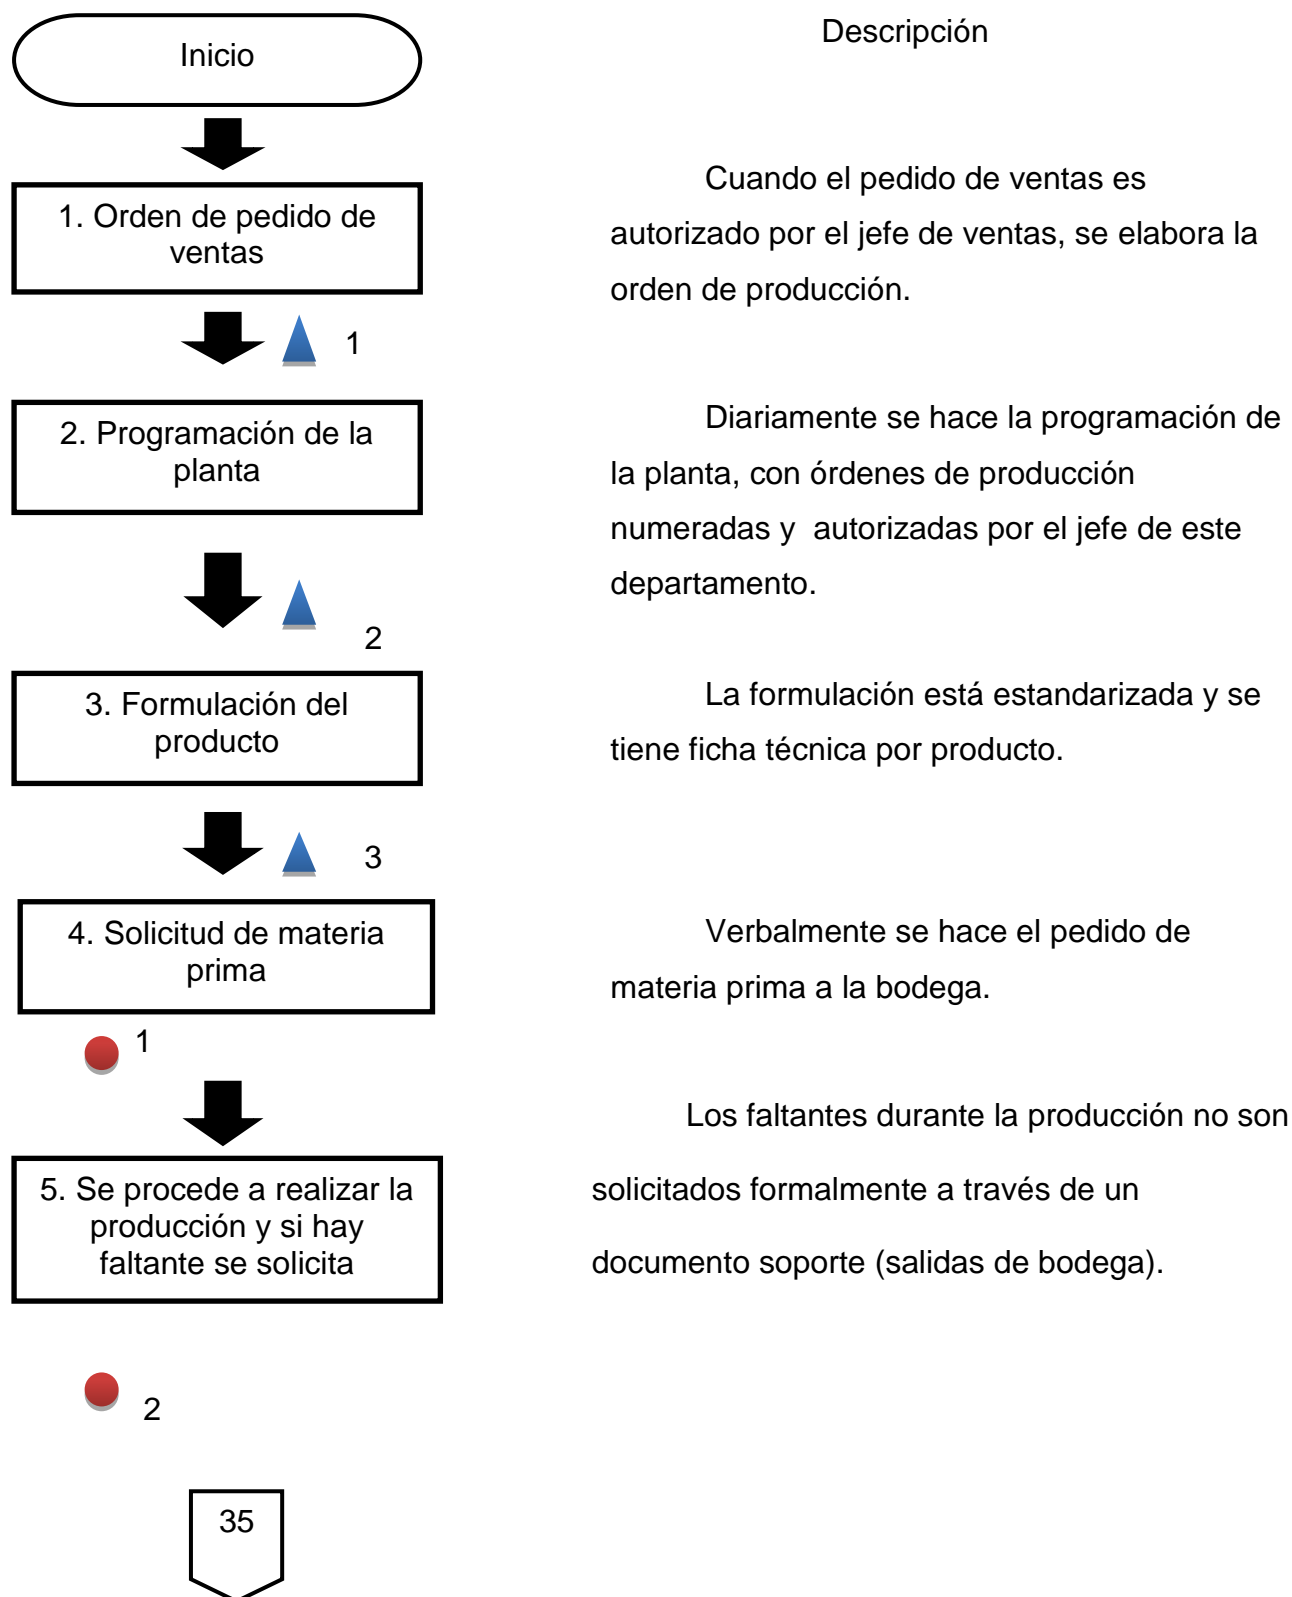 Inicio
Descripción
1. Orden de pedido de
ventas
Cuando el pedido de ventas es
autorizado por el jefe de ventas, se elabora la
orden de producción.
1
2. Programación de la
planta
Diariamente se hace la programación de
la planta, con órdenes de producción
numeradas y autorizadas por el jefe de este
departamento.
2
3. Formulación del
producto
La formulación está estandarizada y se
tiene ficha técnica por producto.
3
4. Solicitud de materia
prima
Verbalmente se hace el pedido de
materia prima a la bodega.
1
5. Se procede a realizar la
producción y si hay
faltante se solicita
Los faltantes durante la producción no son
solicitados formalmente a través de un
documento soporte (salidas de bodega).
2
35